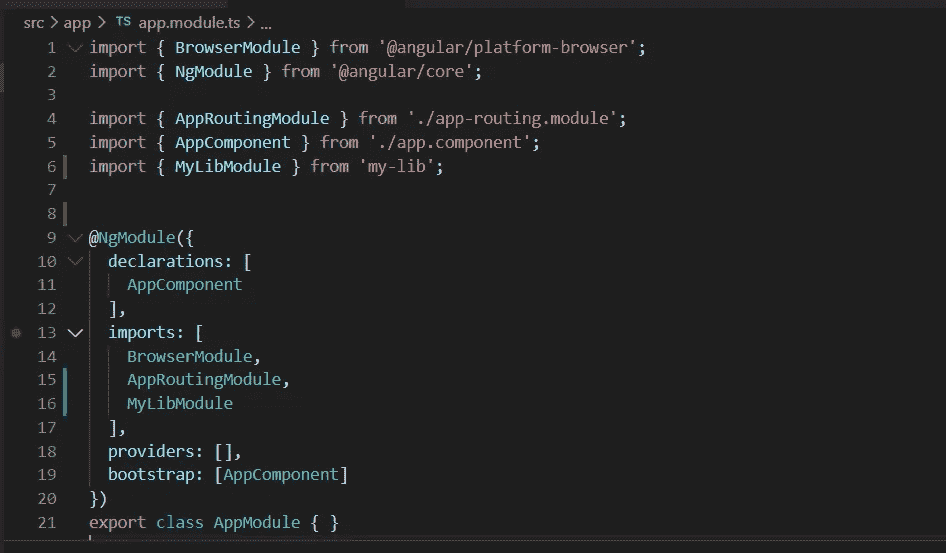 src > app > TS app.module.ts > ...
1 import { BrowserModule } from '@angular/platform-browser';
2 import { NgModule } from '@angular/core';
3
4 import { AppRoutingModule } from './app-routing.module';
5 import { AppComponent } from './app.component';
6 import { MyLibModule } from 'my-lib';
7
8
9 @NgModule({
10   declarations: [
11     AppComponent
12   ],
13   imports: [
14     BrowserModule,
15     AppRoutingModule,
16     MyLibModule
17   ],
18   providers: [],
19   bootstrap: [AppComponent]
20 })
21 export class AppModule { }